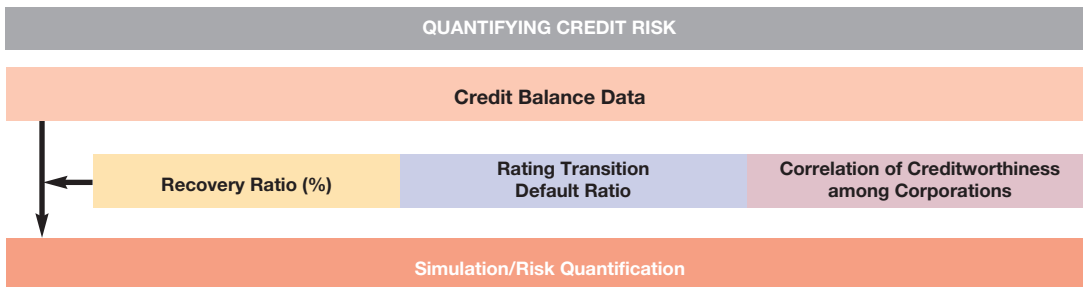 QUANTIFYING CREDIT RISK
Credit Balance Data
Recovery Ratio (%)
Rating Transition
Default Ratio
Correlation of Creditworthiness
among Corporations
Simulation/Risk Quantification